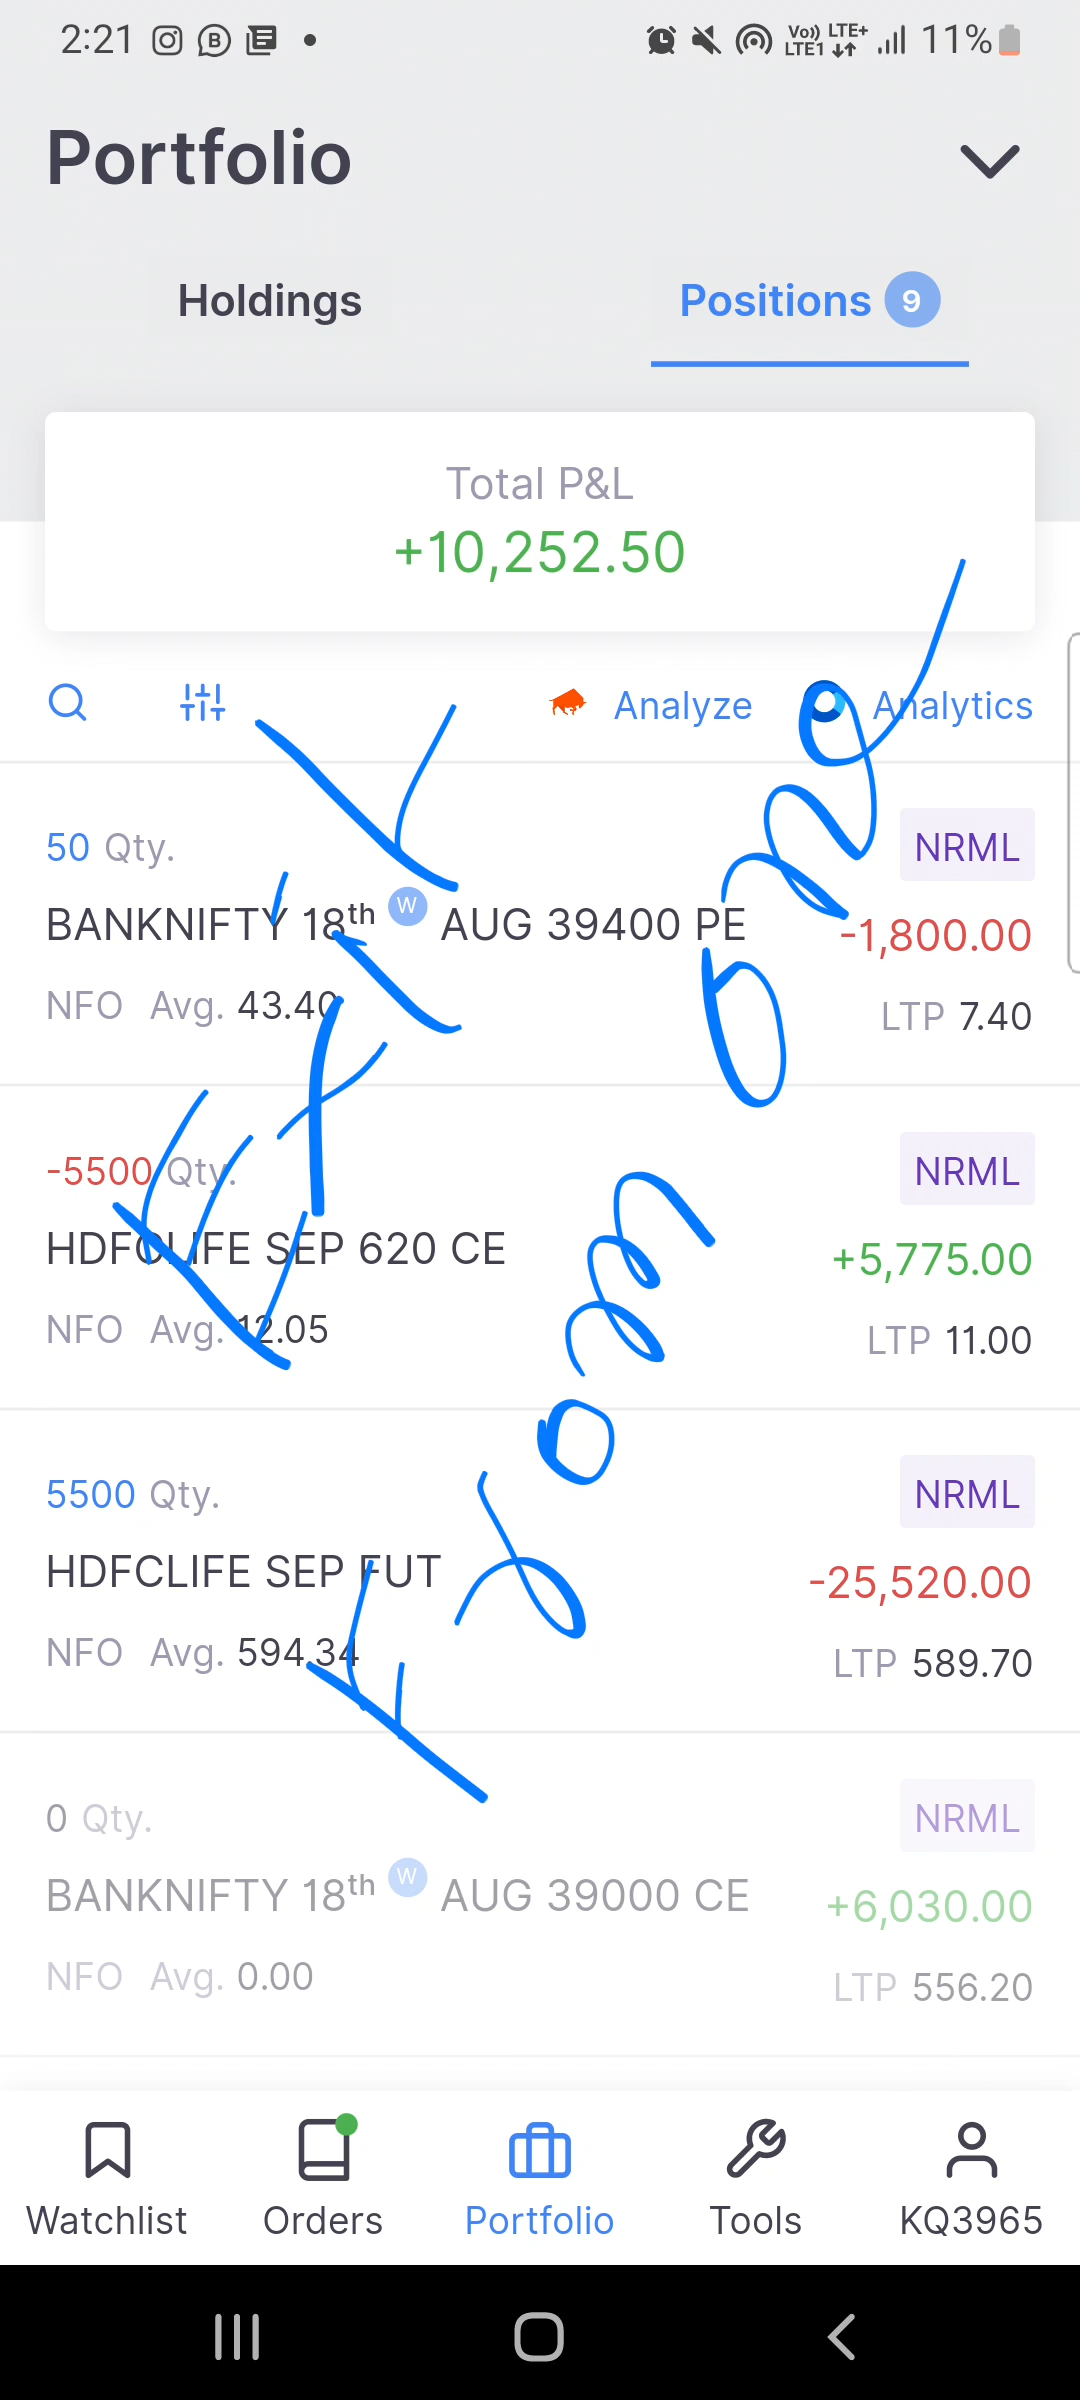 2:21
Vo)) LTE1 LTE+ 11%
Portfolio
Holdings Positions 9
Total P&L
+10,252.50
Analyze Analytics
50 Qty. NRML
BANKNIFTY 18th W AUG 39400 PE -1,800.00
NFO Avg. 43.40 LTP 7.40
-5500 Qty. NRML
HDFCLIFE SEP 620 CE +5,775.00
NFO Avg. 12.05 LTP 11.00
5500 Qty. NRML
HDFCLIFE SEP FUT -25,520.00
NFO Avg. 594.34 LTP 589.70
0 Qty. NRML
BANKNIFTY 18th W AUG 39000 CE +6,030.00
NFO Avg. 0.00 LTP 556.20
Watchlist Orders Portfolio Tools KQ3965
Exit
from